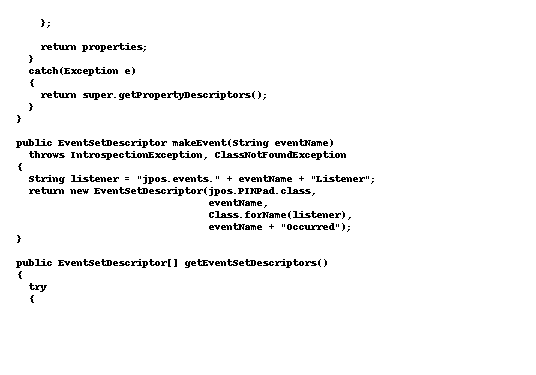 };

    return properties;
  }
  catch(Exception e)
  {
    return super.getPropertyDescriptors();
  }
}

public EventSetDescriptor makeEvent(String eventName)
  throws IntrospectionException, ClassNotFoundException
{
  String listener = "jpos.events." + eventName + "Listener";
  return new EventSetDescriptor(jpos.PINPad.class,
                                eventName,
                                Class.forName(listener),
                                eventName + "Occurred");
}

public EventSetDescriptor[] getEventSetDescriptors()
{
  try
  {